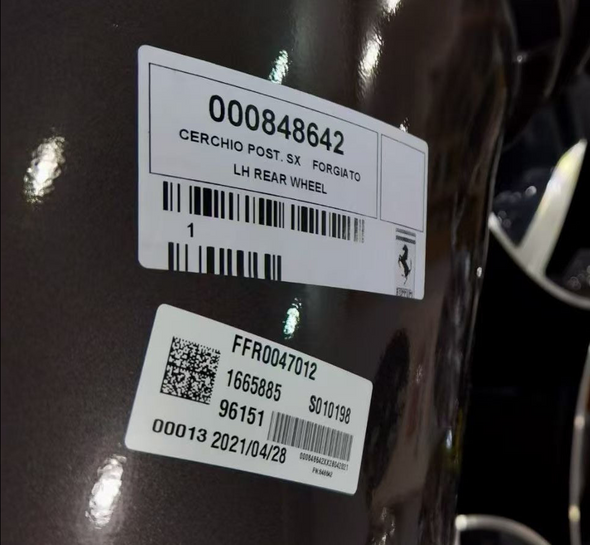 000848642
CERCHIO POST. SX FORGIATO
LH REAR WHEEL
1
FFR0047012
1665885 S010198
96151
00013 2021/04/28